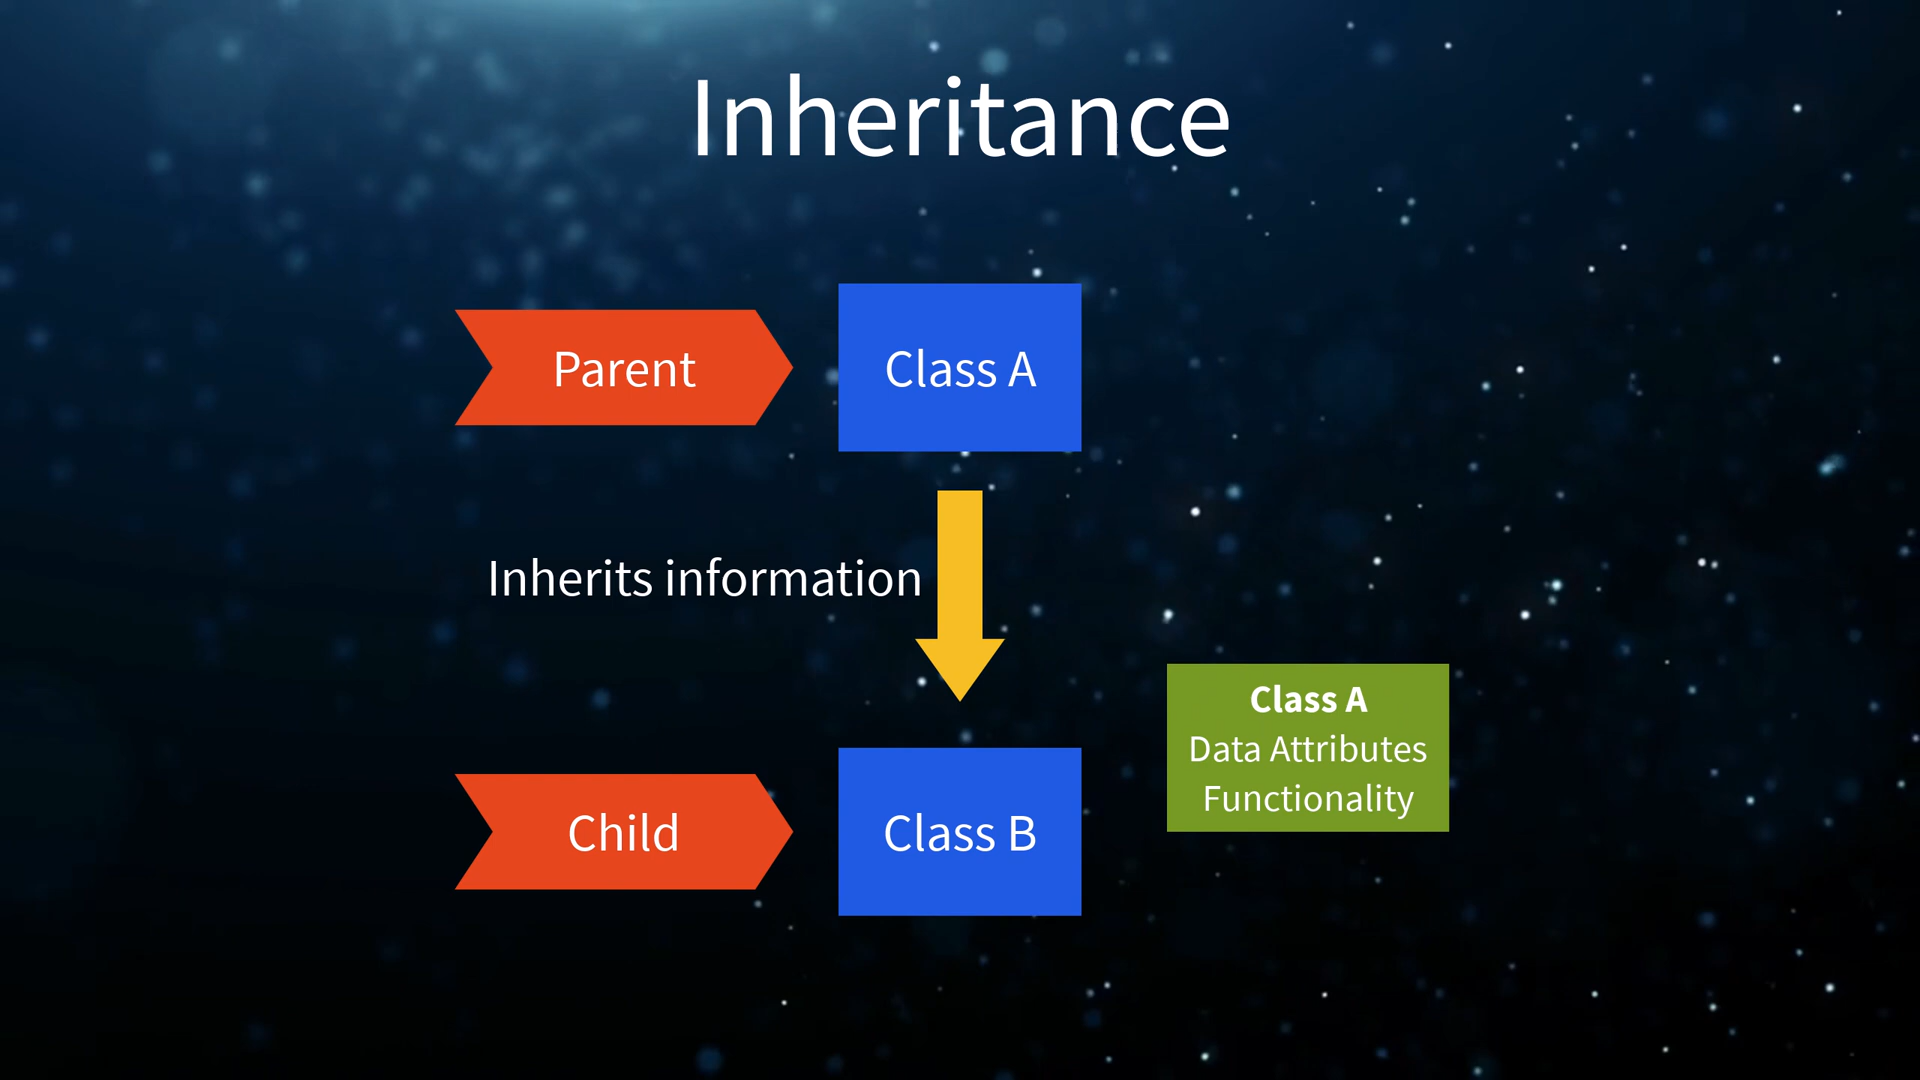 Inheritance
Parent
Class A
Inherits information
Child
Class B
Class A
Data Attributes
Functionality